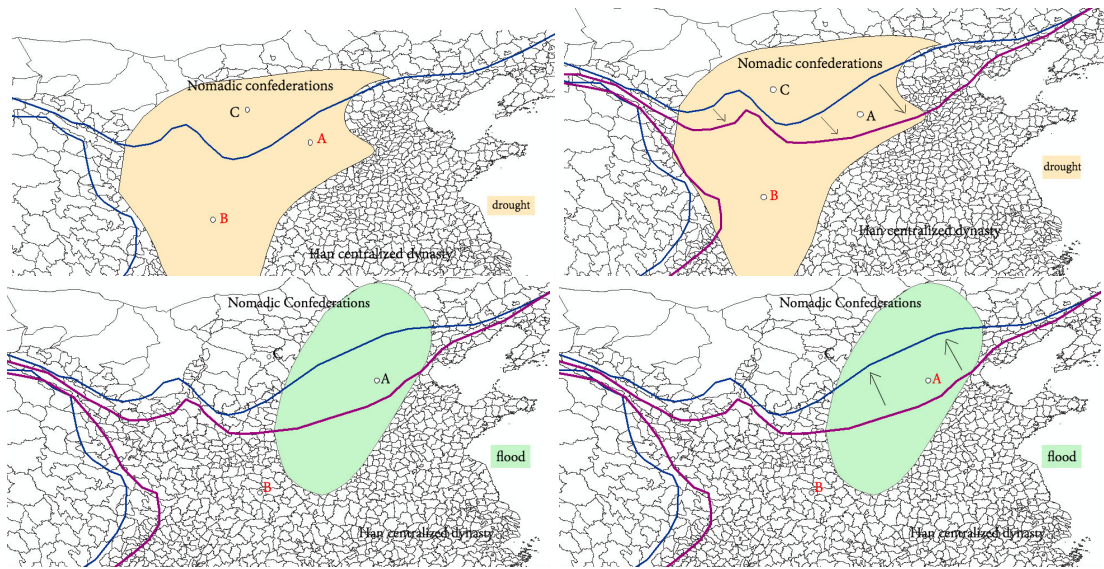 Nomadic confederations
C
A
B
drought
Han centralized dynasty
Nomadic confederations
C
A
B
drought
Han centralized dynasty
Nomadic Confederations
C
A
B
flood
Han centralized dynasty
Nomadic Confederations
C
A
B
flood
Han centralized dynasty